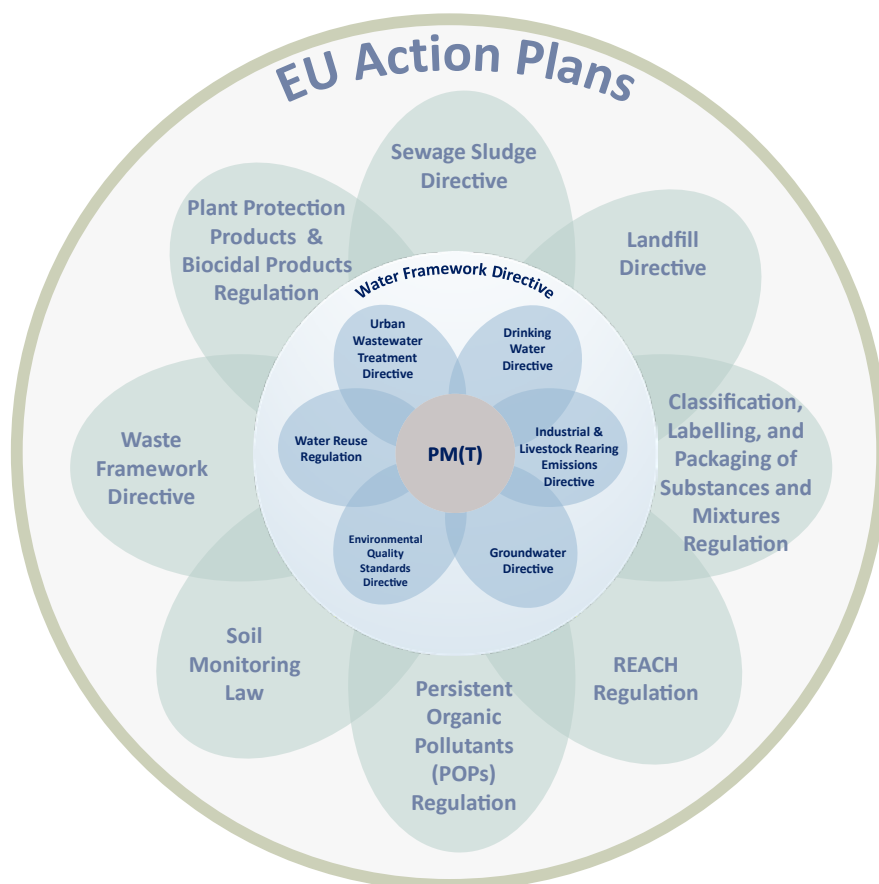 EU Action Plans
Sewage Sludge
Directive
Plant Protection
Products &
Biocidal Products
Regulation
Landfill
Directive
Water Framework Directive
Urban
Wastewater
Treatment
Directive
Drinking
Water
Directive
Waste
Framework
Directive
Water Reuse
Regulation
PM(T)
Industrial &
Livestock Rearing
Emissions
Directive
Classification,
Labelling, and
Packaging of
Substances and
Mixtures
Regulation
Environmental
Quality
Standards
Directive
Groundwater
Directive
Soil
Monitoring
Law
Persistent
Organic
Pollutants
(POPs)
Regulation
REACH
Regulation